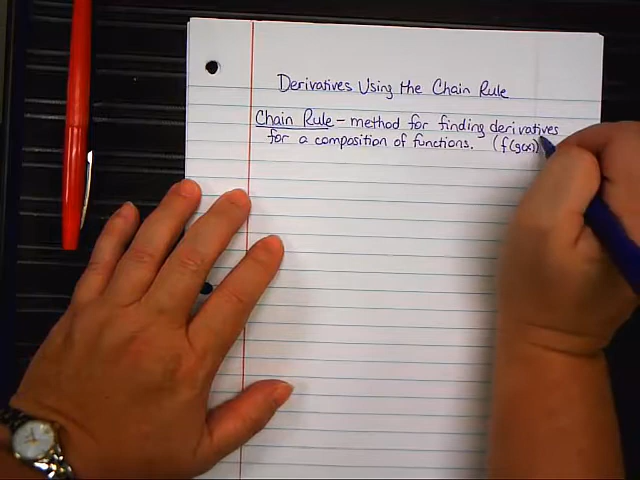 Derivatives Using the Chain Rule
Chain Rule - method for finding derivatives
for a composition of functions. (f(g(x))